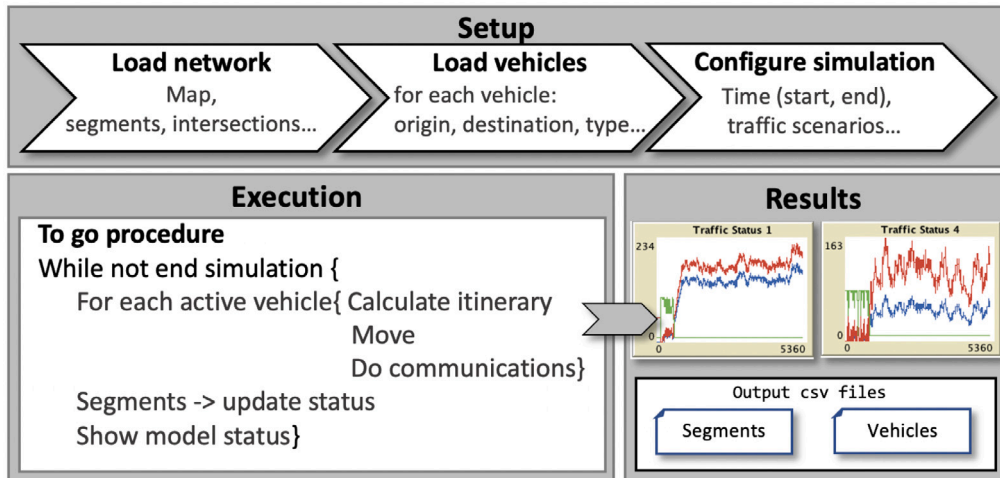 Setup
Load network
Map,
segments, intersections...
Load vehicles
for each vehicle:
origin, destination, type...
Configure simulation
Time (start, end),
traffic scenarios...
Execution
To go procedure
While not end simulation {
For each active vehicle{ Calculate itinerary
Move
Do communications}
Segments -> update status
Show model status}
Results
Traffic Status 1
234
0
0
5360
Traffic Status 4
163
0
0
5360
Output csv files
Segments
Vehicles